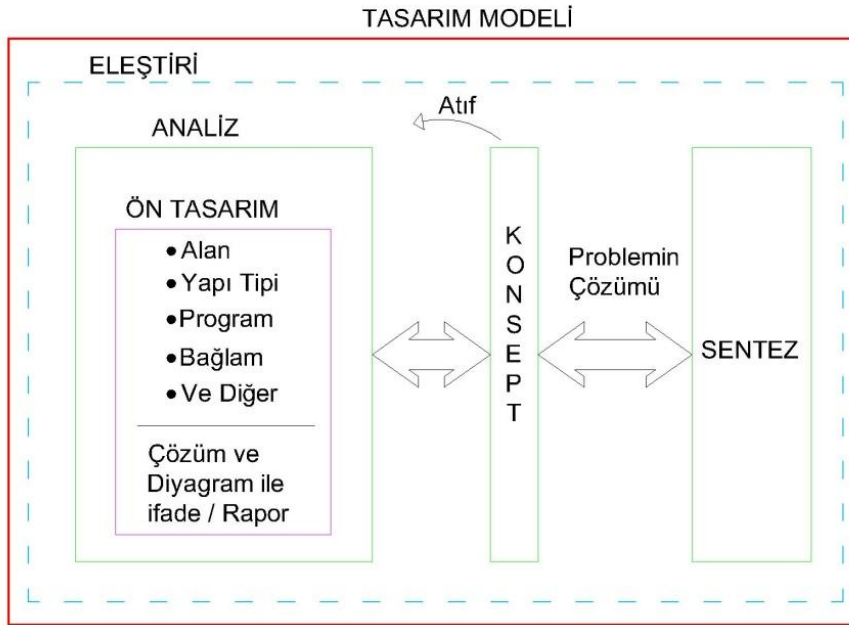 TASARIM MODELİ
ELEŞTİRİ
Atıf
ANALİZ
ÖN TASARIM
• Alan
• Yapı Tipi
• Program
• Bağlam
• Ve Diğer
Çözüm ve
Diyagram ile
ifade / Rapor
KONSEPT
Problemin
Çözümü
SENTEZ